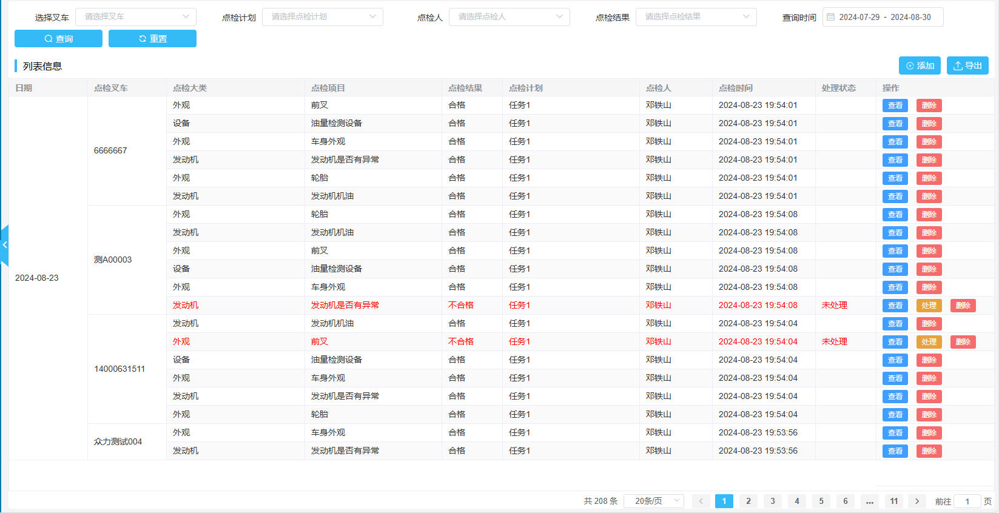 选择叉车 请选择叉车 点检计划 请选择点检计划 点检人 请选择点检人 点检结果 请选择点检结果 查询时间 2024-07-29 - 2024-08-30
查询 重置
列表信息 添加 导出
日期 点检叉车 点检大类 点检项目 点检结果 点检计划 点检人 点检时间 处理状态 操作
外观 前叉 合格 任务1 邓铁山 2024-08-23 19:54:01 查看 删除
设备 油量检测设备 合格 任务1 邓铁山 2024-08-23 19:54:01 查看 删除
外观 车身外观 合格 任务1 邓铁山 2024-08-23 19:54:01 查看 删除
6666667
发动机 发动机是否有异常 合格 任务1 邓铁山 2024-08-23 19:54:01 查看 删除
外观 轮胎 合格 任务1 邓铁山 2024-08-23 19:54:01 查看 删除
发动机 发动机机油 合格 任务1 邓铁山 2024-08-23 19:54:01 查看 删除
外观 轮胎 合格 任务1 邓铁山 2024-08-23 19:54:08 查看 删除
发动机 发动机机油 合格 任务1 邓铁山 2024-08-23 19:54:08 查看 删除
外观 前叉 合格 任务1 邓铁山 2024-08-23 19:54:08 查看 删除
测A00003
设备 油量检测设备 合格 任务1 邓铁山 2024-08-23 19:54:08 查看 删除
2024-08-23
外观 车身外观 合格 任务1 邓铁山 2024-08-23 19:54:08 查看 删除
发动机 发动机是否有异常 不合格 任务1 邓铁山 2024-08-23 19:54:08 未处理 查看 处理 删除
发动机 发动机机油 合格 任务1 邓铁山 2024-08-23 19:54:04 查看 删除
外观 前叉 不合格 任务1 邓铁山 2024-08-23 19:54:04 未处理 查看 处理 删除
设备 油量检测设备 合格 任务1 邓铁山 2024-08-23 19:54:04 查看 删除
14000631511
外观 车身外观 合格 任务1 邓铁山 2024-08-23 19:54:04 查看 删除
发动机 发动机是否有异常 合格 任务1 邓铁山 2024-08-23 19:54:04 查看 删除
外观 轮胎 合格 任务1 邓铁山 2024-08-23 19:54:04 查看 删除
外观 车身外观 合格 任务1 邓铁山 2024-08-23 19:53:56 查看 删除
众力测试004
发动机 发动机是否有异常 合格 任务1 邓铁山 2024-08-23 19:53:56 查看 删除
共 208 条 20条/页 1 2 3 4 5 6 ... 11 前往 1 页